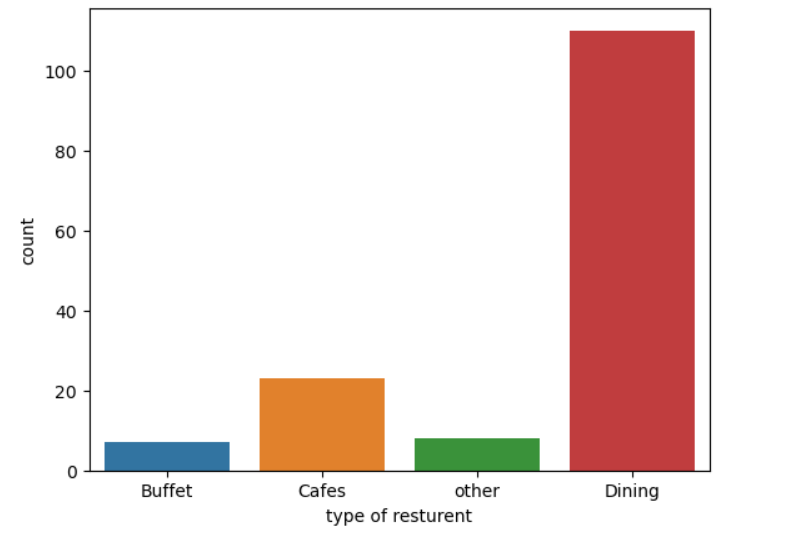 100
80
60
40
20
0
count
Buffet Cafes other Dining
type of resturent